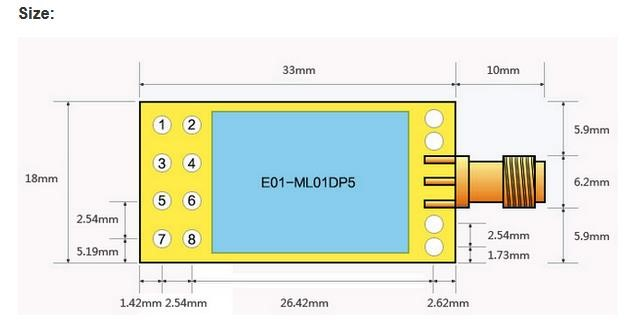 Size:
33mm
10mm
1 2
5.9mm
3 4
18mm
E01-ML01DP5
6.2mm
5 6
2.54mm
7 8
2.54mm
5.9mm
5.19mm
1.73mm
1.42mm 2.54mm
26.42mm
2.62mm